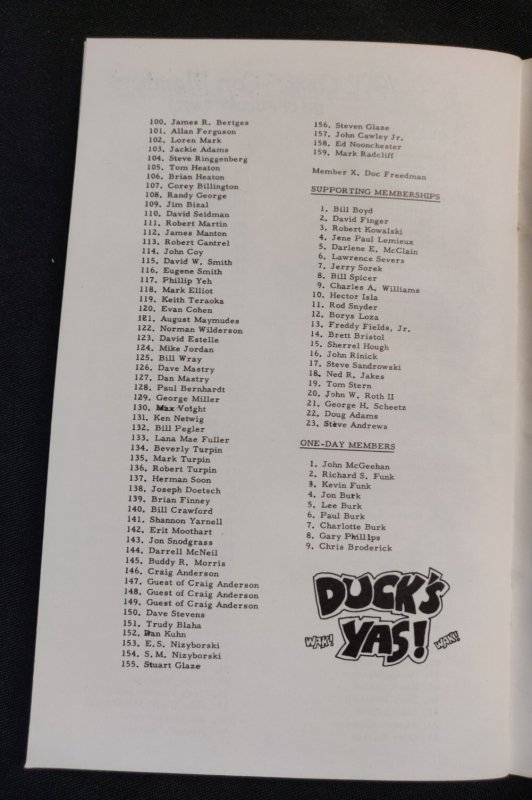 100. James R. Bertges
101. Allan Ferguson
102. Loren Mark
103. Jackie Adams
104. Steve Ringgenberg
105. Tom Heaton
106. Brian Heaton
107. Corey Billington
108. Randy George
109. Jim Bizal
110. David Seidman
111. Robert Martin
112. James Manton
113. Robert Cantrel
114. John Coy
115. David W. Smith
116. Eugene Smith
117. Phillip Yeh
118. Mark Elliot
119. Keith Teraoka
120. Evan Cohen
121. August Maymudes
122. Norman Wilderson
123. David Estelle
124. Mike Jordan
125. Bill Wray
126. Dave Mastry
127. Dan Mastry
128. Paul Bernhardt
129. George Miller
130. Max Voight
131. Ken Netwig
132. Bill Pegler
133. Lana Mae Fuller
134. Beverly Turpin
135. Mark Turpin
136. Robert Turpin
137. Herman Soon
138. Joseph Doetsch
139. Brian Finney
140. Bill Crawford
141. Shannon Yarnell
142. Erit Moothart
143. Jon Snodgrass
144. Darrell McNeil
145. Buddy R. Morris
146. Craig Anderson
147. Guest of Craig Anderson
148. Guest of Craig Anderson
149. Guest of Craig Anderson
150. Dave Stevens
151. Trudy Blaha
152. Dan Kuhn
153. E.S. Nizyborski
154. S.M. Nizyborski
155. Stuart Glaze
156. Steven Glaze
157. John Cawley Jr.
158. Ed Noonchester
159. Mark Radcliff
Member X. Doc Freedman
SUPPORTING MEMBERSHIPS
1. Bill Boyd
2. David Finger
3. Robert Kowalski
4. Jene Paul Lemieux
5. Darlene E. McClain
6. Lawrence Severs
7. Jerry Sorek
8. Bill Spicer
9. Charles A. Williams
10. Hector Isla
11. Rod Snyder
12. Borys Loza
13. Freddy Fields, Jr.
14. Brett Bristol
15. Sherrel Hough
16. John Rinick
17. Steve Sandrowski
18. Ned R. Jakes
19. Tom Stern
20. John W. Roth II
21. George H. Scheetz
22. Doug Adams
23. Steve Andrews
ONE-DAY MEMBERS
1. John McGeehan
2. Richard S. Funk
3. Kevin Funk
4. Jon Burk
5. Lee Burk
6. Paul Burk
7. Charlotte Burk
8. Gary Phillips
9. Chris Broderick
DUCK'S
WAK! YAS! WAK!